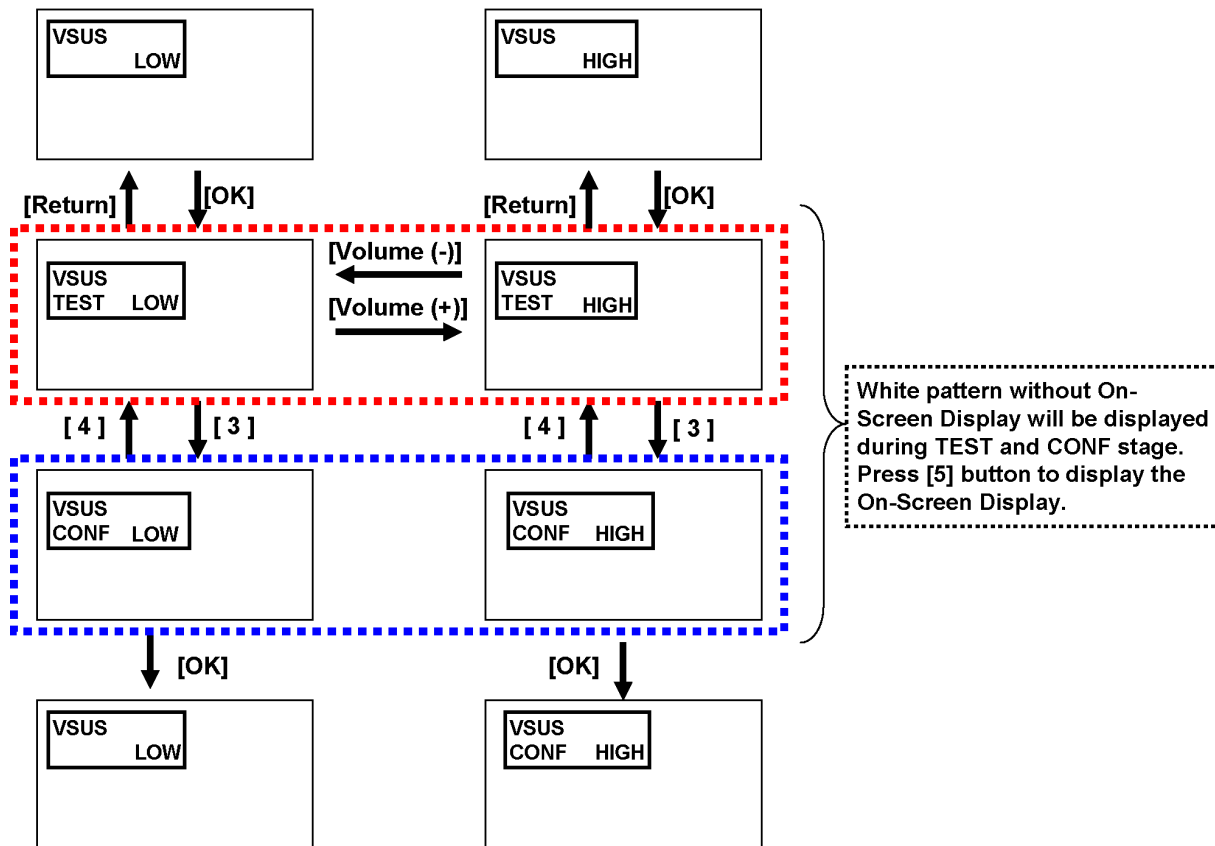 VSUS
LOW
VSUS
HIGH
[Return]
[OK]
[Return]
[OK]
VSUS
TEST LOW
[Volume (-)]
[Volume (+)]
VSUS
TEST HIGH
[ 4 ]
[ 3 ]
[ 4 ]
[ 3 ]
White pattern without On-
Screen Display will be displayed
during TEST and CONF stage.
Press [5] button to display the
On-Screen Display.
VSUS
CONF LOW
VSUS
CONF HIGH
[OK]
[OK]
VSUS
LOW
VSUS
CONF HIGH